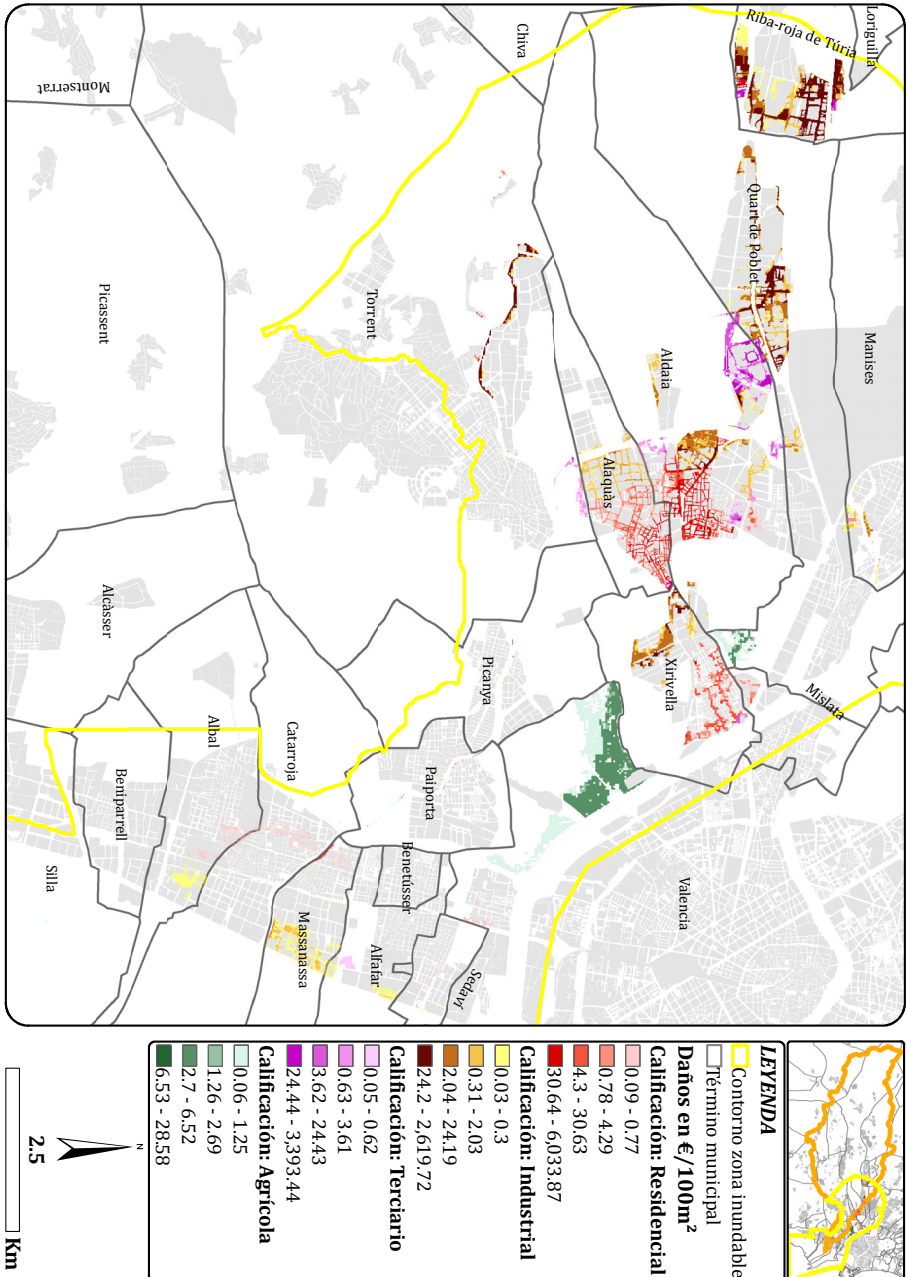 Loriguilla
Riba-roja de Túria
Chiva
Montserrat
Manises
Quart de Poblet
Aldaia
Torrent
Picassent
Alaquàs
Alcàsser
Xirivella
Mislata
Picanya
Catarroja
Albal
Paiporta
Beniparrell
Benetússer
Valencia
Silla
Massanassa
Alfafar
Sedaví
LEYENDA
Contorno zona inundable
Término municipal
Daños en €/100m²
Calificación: Residencial
0.09 - 0.77
0.78 - 4.29
4.3 - 30.63
30.64 - 6,033.87
Calificación: Industrial
0.03 - 0.3
0.31 - 2.03
2.04 - 24.19
24.2 - 2,619.72
Calificación: Terciario
0.05 - 0.62
0.63 - 3.61
3.62 - 24.43
24.44 - 3,393.44
Calificación: Agrícola
0.06 - 1.25
1.26 - 2.69
2.7 - 6.52
6.53 - 28.58
N
2.5
Km